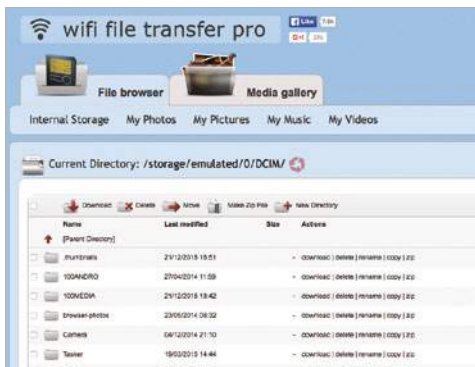 wifi file transfer pro
Like
File browser Media gallery
Internal Storage My Photos My Pictures My Music My Videos
Current Directory: /storage/emulated/0/DCIM/
Download Delete Move Make Zip File New Directory
Name Last modified Size Actions
[Parent Directory]
.thumbnails - download | delete | rename | copy | zip
100ANDRO 27/04/2014 11:59 - download | delete | rename | copy | zip
100MEDIA 21/12/2015 18:42 - download | delete | rename | copy | zip
browser-photos 23/05/2014 08:32 - download | delete | rename | copy | zip
Camera 04/12/2014 21:10 - download | delete | rename | copy | zip
Tasker 19/03/2015 14:44 - download | delete | rename | copy | zip